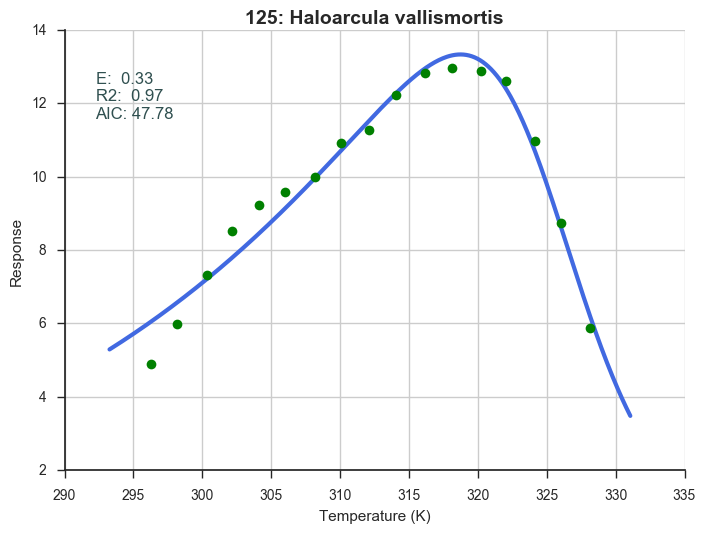 125: Haloarcula vallismortis
E:  0.33
R2:  0.97
AIC: 47.78
Response
14
12
10
8
6
4
2
290 295 300 305 310 315 320 325 330 335
Temperature (K)